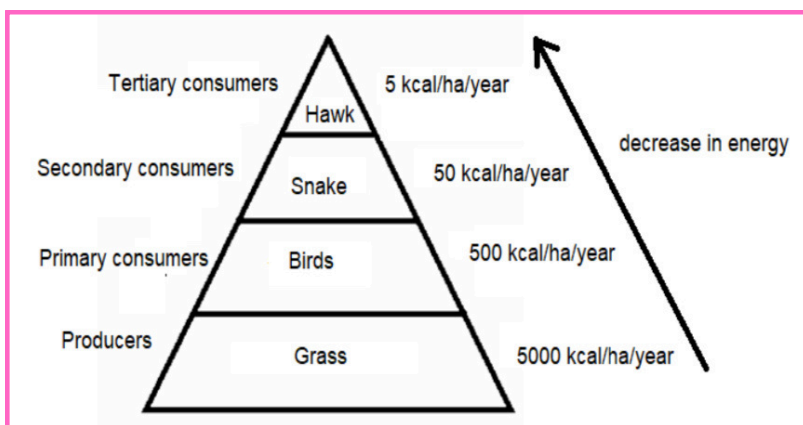 Tertiary consumers
5 kcal/ha/year
Hawk
decrease in energy
Secondary consumers
50 kcal/ha/year
Snake
Primary consumers
Birds
500 kcal/ha/year
Producers
Grass
5000 kcal/ha/year